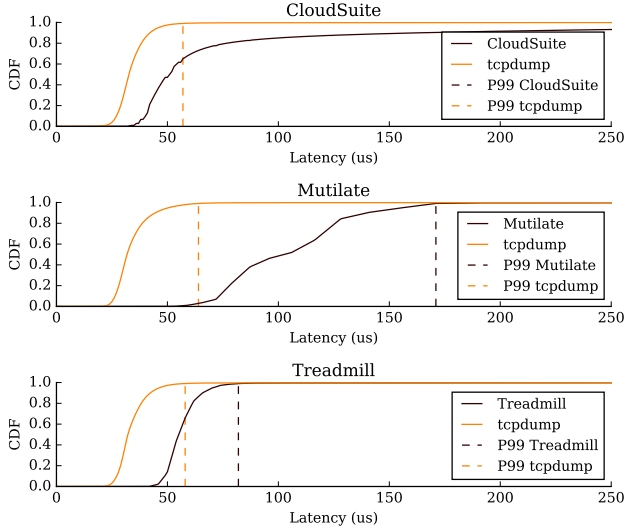 CloudSuite
1.0
0.8
0.6
0.4
0.2
0.0
CDF
CloudSuite
tcpdump
P99 CloudSuite
P99 tcpdump
0 50 100 150 200 250
Latency (us)
Mutilate
1.0
0.8
0.6
0.4
0.2
0.0
CDF
Mutilate
tcpdump
P99 Mutilate
P99 tcpdump
0 50 100 150 200 250
Latency (us)
Treadmill
1.0
0.8
0.6
0.4
0.2
0.0
CDF
Treadmill
tcpdump
P99 Treadmill
P99 tcpdump
0 50 100 150 200 250
Latency (us)